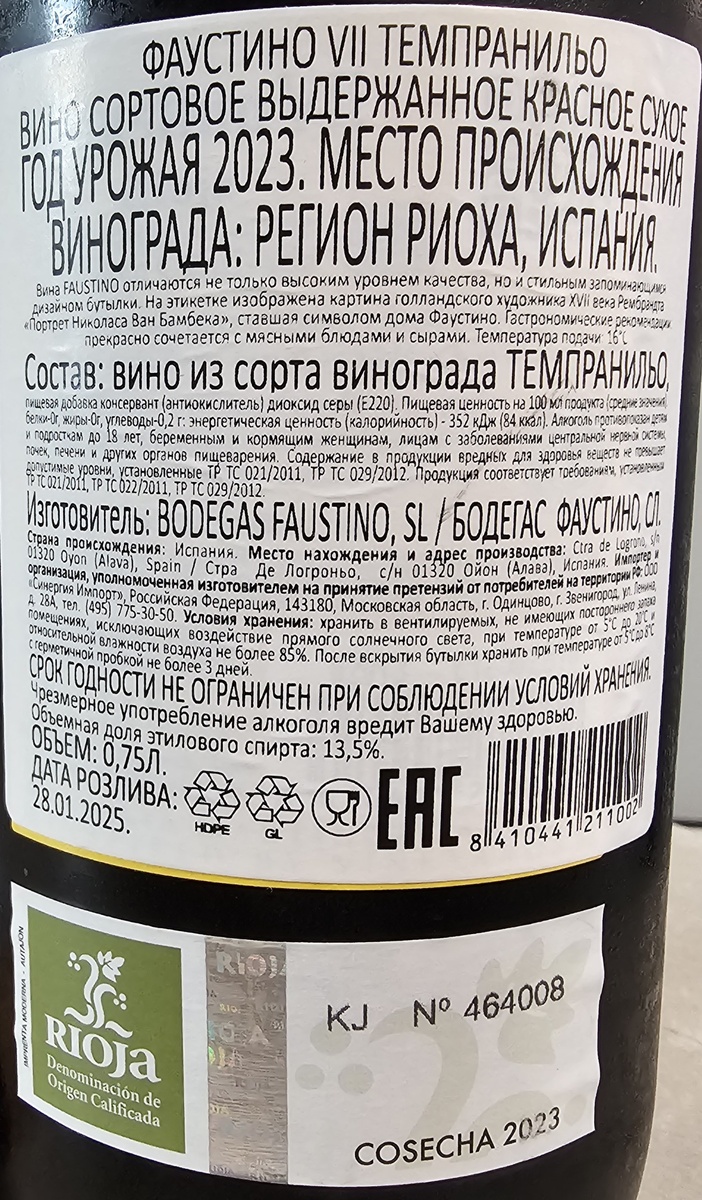 ФАУСТИНО VII ТЕМПРАНИЛЬО
ВИНО СОРТОВОЕ ВЫДЕРЖАННОЕ КРАСНОЕ СУХОЕ
ГОД УРОЖАЯ 2023. МЕСТО ПРОИСХОЖДЕНИЯ
ВИНОГРАДА: РЕГИОН РИОХА, ИСПАНИЯ.
Вина FAUSTINO отличаются не только высоким уровнем качества, но и стильным запоминающимся
дизайном бутылки. На этикетке изображена картина голландского художника XVII века Рембрандта
«Портрет Николаса Ван Бамбека», ставшая символом дома Фаустино. Гастрономические рекомендации:
прекрасно сочетается с мясными блюдами и сырами. Температура подачи: 16°С
Состав: вино из сорта винограда ТЕМПРАНИЛЬО,
пищевая добавка консервант (антиокислитель) диоксид серы (Е220). Пищевая ценность на 100 мл продукта (средние значения):
белки-0г, жиры-0г, углеводы-0,2 г: энергетическая ценность (калорийность) - 352 кДж (84 ккал). Алкоголь противопоказан детям
и подросткам до 18 лет, беременным и кормящим женщинам, лицам с заболеваниями центральной нервной системы,
почек, печени и других органов пищеварения. Содержание в продукции вредных для здоровья веществ не превышает
допустимые уровни, установленные ТР ТС 021/2011, ТР ТС 029/2012. Продукция соответствует требованиям, установленным
ТР ТС 021/2011, ТР ТС 022/2011, ТР ТС 029/2012.
Изготовитель: BODEGAS FAUSTINO, SL / БОДЕГАС ФАУСТИНО, СЛ.
Страна происхождения: Испания. Место нахождения и адрес производства: Ctra de Logrono, s/n
01320 Oyon (Alava), Spain / Стра Де Логроньо, с/н 01320 Ойон (Алава), Испания. Импортер и
организация, уполномоченная изготовителем на принятие претензий от потребителей на территории РФ: ООО
«Синергия Импорт», Российская Федерация, 143180, Московская область, г. Одинцово, г. Звенигород, ул. Ленина,
д. 28А, тел. (495) 775-30-50. Условия хранения: хранить в вентилируемых, не имеющих постороннего запаха
помещениях, исключающих воздействие прямого солнечного света, при температуре от 5°С до 20°С и
относительной влажности воздуха не более 85%. После вскрытия бутылки хранить при температуре от 5°С до 8°С
с герметичной пробкой не более 3 дней.
СРОК ГОДНОСТИ НЕ ОГРАНИЧЕН ПРИ СОБЛЮДЕНИИ УСЛОВИЙ ХРАНЕНИЯ.
Чрезмерное употребление алкоголя вредит Вашему здоровью.
Объемная доля этилового спирта: 13,5%.
ОБЪЕМ: 0,75Л.
ДАТА РОЗЛИВА:
28.01.2025.
HDPE
GL
EAC
8 410441 211002
IMPRENTA MODERNA - AUTAJON
RIOJA
Denominación de
Origen Calificada
RIOJA
KJ Nº 464008
COSECHA 2023